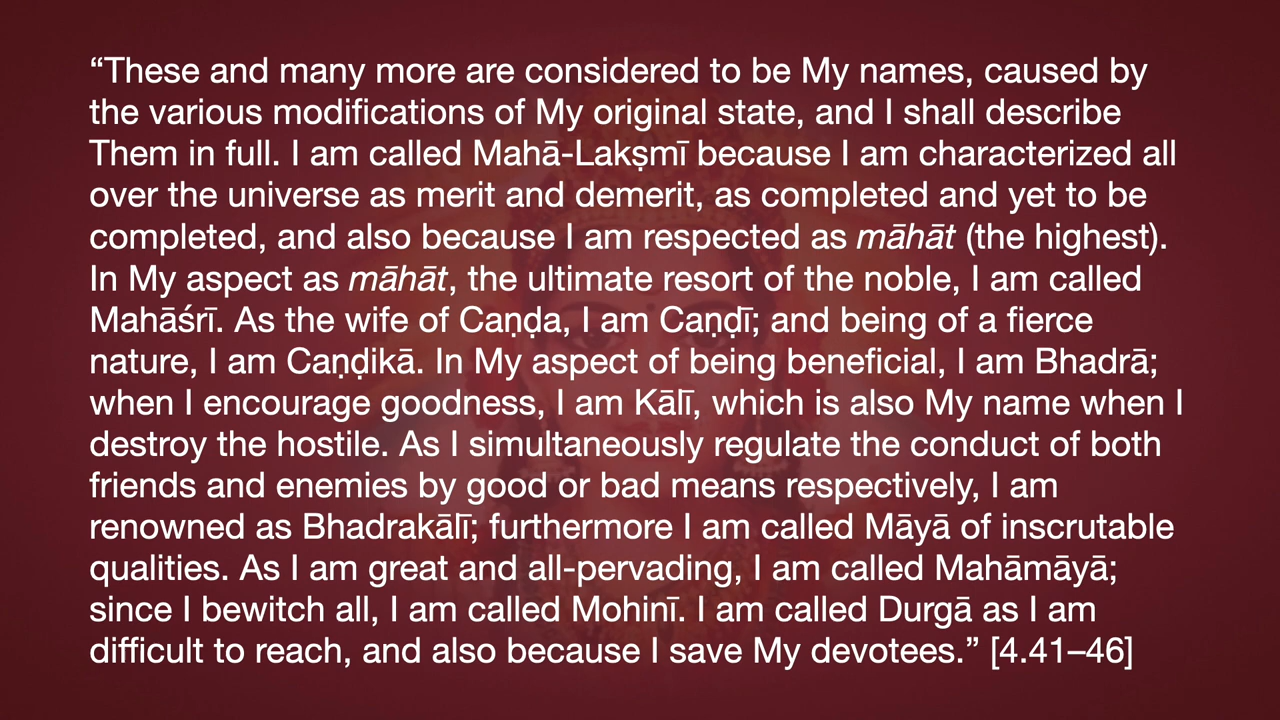 “These and many more are considered to be My names, caused by
the various modifications of My original state, and I shall describe
Them in full. I am called Mahā-Lakṣmī because I am characterized all
over the universe as merit and demerit, as completed and yet to be
completed, and also because I am respected as māhāt (the highest).
In My aspect as māhāt, the ultimate resort of the noble, I am called
Mahāśrī. As the wife of Caṇḍa, I am Caṇḍī; and being of a fierce
nature, I am Caṇḍikā. In My aspect of being beneficial, I am Bhadrā;
when I encourage goodness, I am Kālī, which is also My name when I
destroy the hostile. As I simultaneously regulate the conduct of both
friends and enemies by good or bad means respectively, I am
renowned as Bhadrakālī; furthermore I am called Māyā of inscrutable
qualities. As I am great and all-pervading, I am called Mahāmāyā;
since I bewitch all, I am called Mohinī. I am called Durgā as I am
difficult to reach, and also because I save My devotees.” [4.41–46]